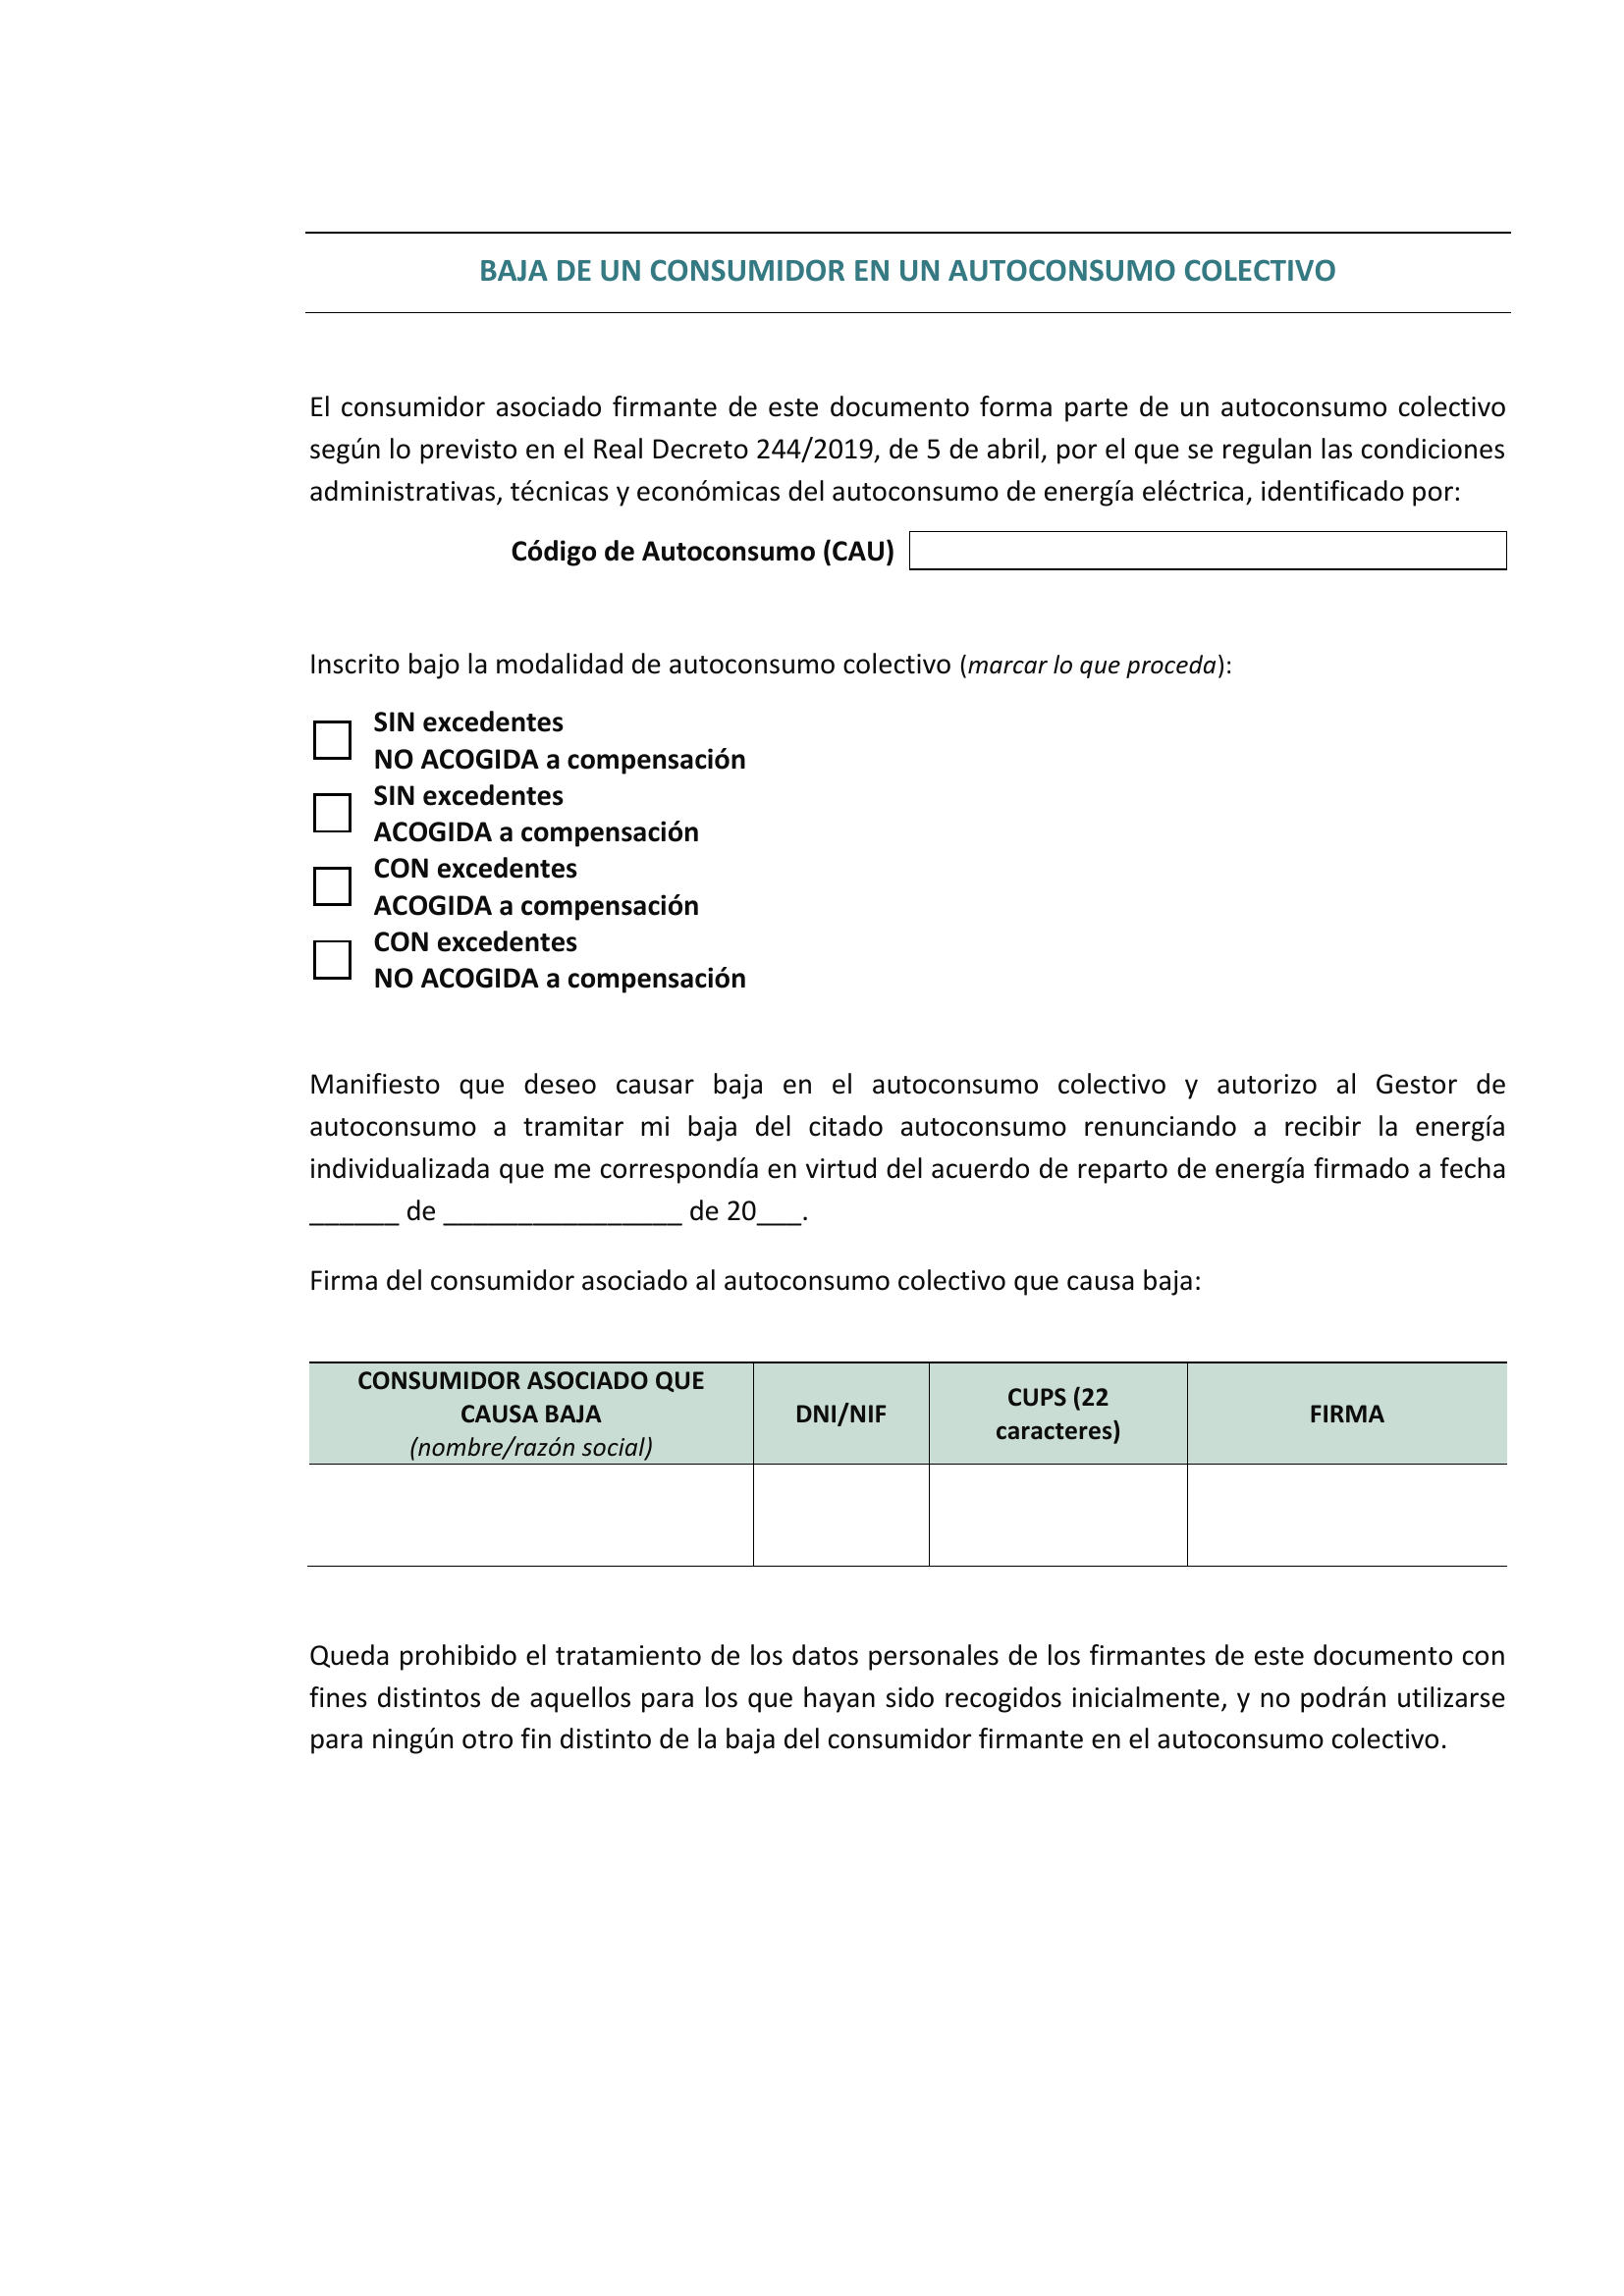 BAJA DE UN CONSUMIDOR EN UN AUTOCONSUMO COLECTIVO
El consumidor asociado firmante de este documento forma parte de un autoconsumo colectivo
según lo previsto en el Real Decreto 244/2019, de 5 de abril, por el que se regulan las condiciones
administrativas, técnicas y económicas del autoconsumo de energía eléctrica, identificado por:
Código de Autoconsumo (CAU)
Inscrito bajo la modalidad de autoconsumo colectivo (marcar lo que proceda):
SIN excedentes
NO ACOGIDA a compensación
SIN excedentes
ACOGIDA a compensación
CON excedentes
ACOGIDA a compensación
CON excedentes
NO ACOGIDA a compensación
Manifiesto que deseo causar baja en el autoconsumo colectivo y autorizo al Gestor de
autoconsumo a tramitar mi baja del citado autoconsumo renunciando a recibir la energía
individualizada que me correspondía en virtud del acuerdo de reparto de energía firmado a fecha
______ de ________________ de 20___.
Firma del consumidor asociado al autoconsumo colectivo que causa baja:
CONSUMIDOR ASOCIADO QUE
CAUSA BAJA
(nombre/razón social)
DNI/NIF
CUPS (22
caracteres)
FIRMA
Queda prohibido el tratamiento de los datos personales de los firmantes de este documento con
fines distintos de aquellos para los que hayan sido recogidos inicialmente, y no podrán utilizarse
para ningún otro fin distinto de la baja del consumidor firmante en el autoconsumo colectivo.